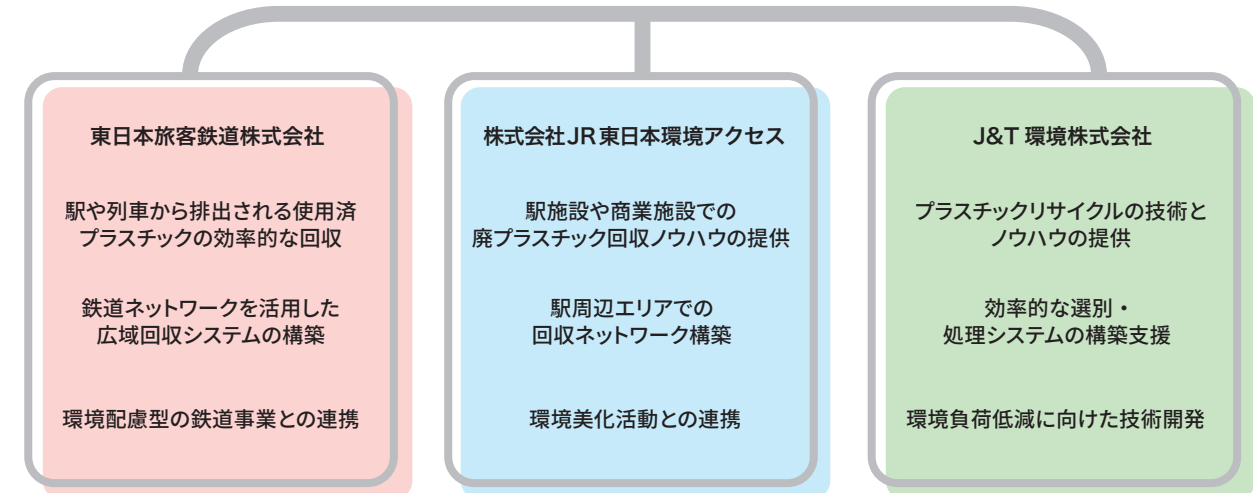 東日本旅客鉄道株式会社
駅や列車から排出される使用済
プラスチックの効率的な回収
鉄道ネットワークを活用した
広域回収システムの構築
環境配慮型の鉄道事業との連携
株式会社JR東日本環境アクセス
駅施設や商業施設での
廃プラスチック回収ノウハウの提供
駅周辺エリアでの
回収ネットワーク構築
環境美化活動との連携
J&T 環境株式会社
プラスチックリサイクルの技術と
ノウハウの提供
効率的な選別・
処理システムの構築支援
環境負荷低減に向けた技術開発